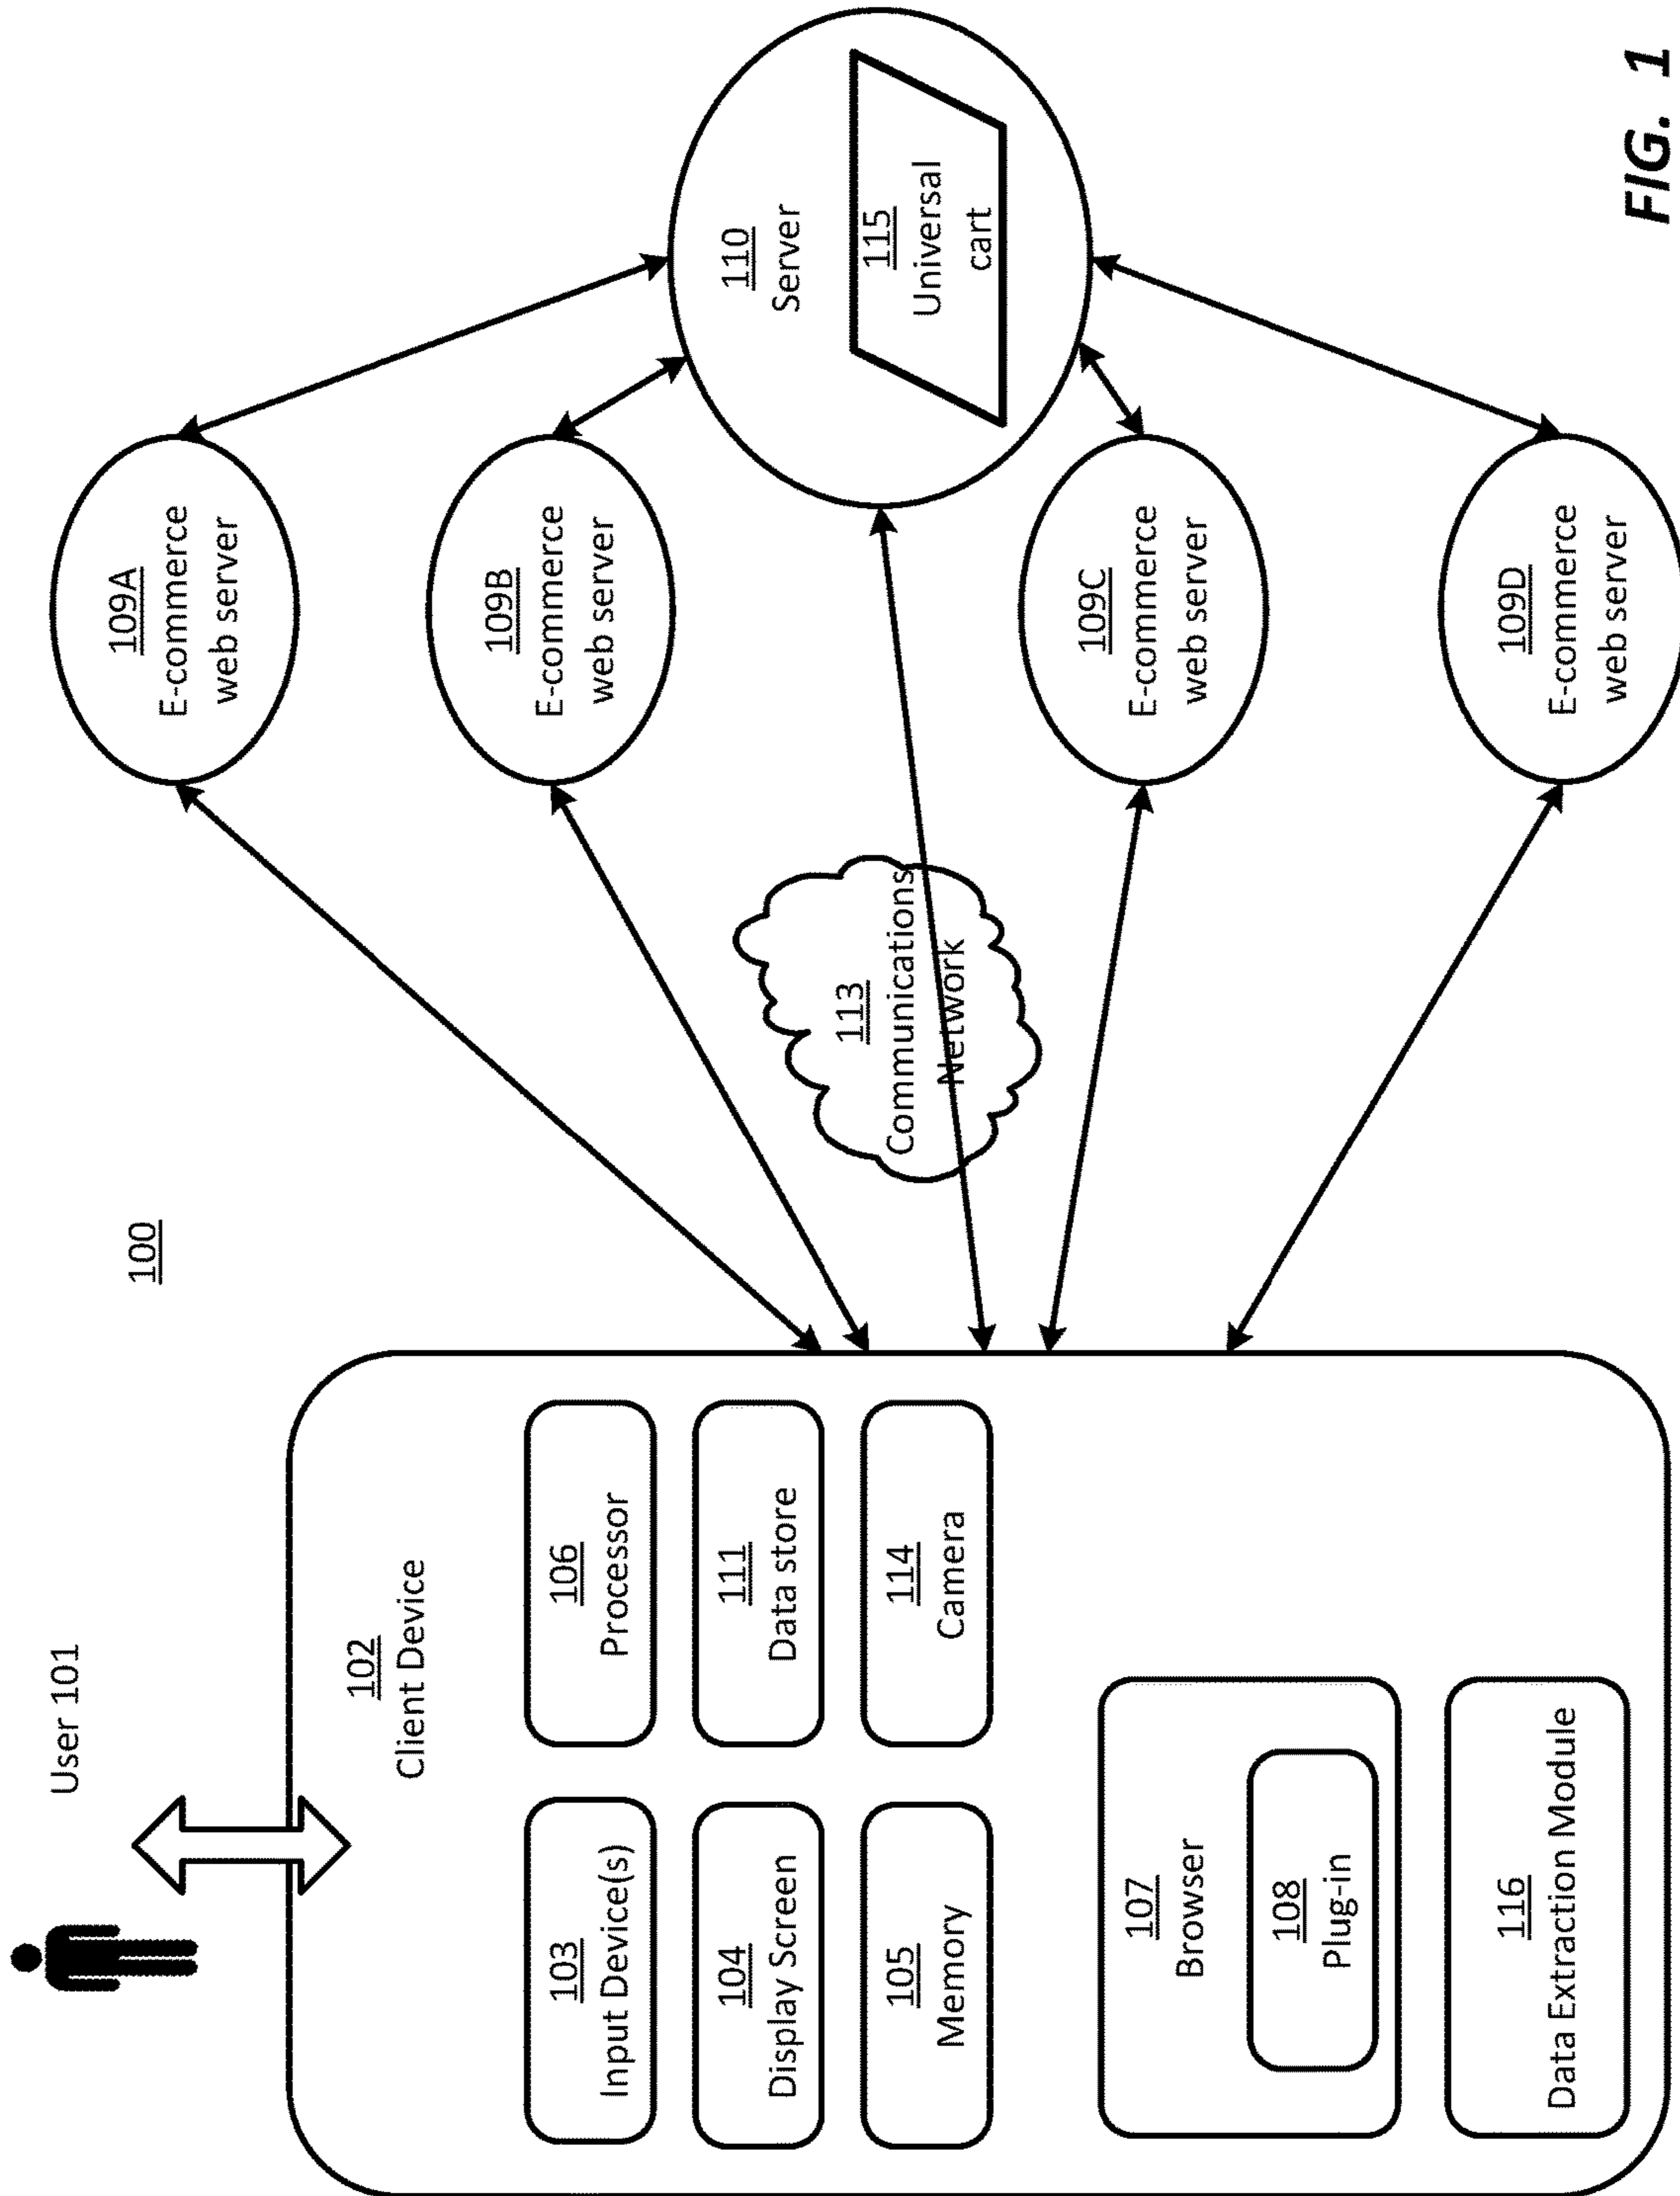 User 101
100
102
Client Device
103
Input Device(s)
106
Processor
104
Display Screen
111
Data store
105
Memory
114
Camera
107
Browser
108
Plug-in
116
Data Extraction Module
113
Communications
Network
109A
E-commerce
web server
109B
E-commerce
web server
109C
E-commerce
web server
109D
E-commerce
web server
110
Server
115
Universal
cart
FIG. 1